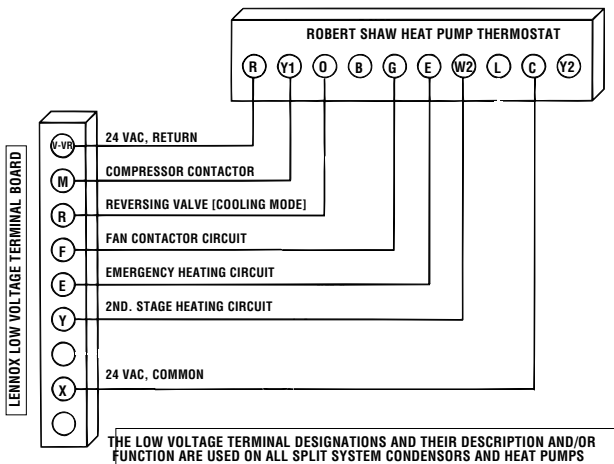 ROBERT SHAW HEAT PUMP THERMOSTAT
R Y1 O B G E W2 L C Y2
LENNOX LOW VOLTAGE TERMINAL BOARD
V-VR 24 VAC, RETURN
M COMPRESSOR CONTACTOR
R REVERSING VALVE [COOLING MODE]
F FAN CONTACTOR CIRCUIT
E EMERGENCY HEATING CIRCUIT
Y 2ND. STAGE HEATING CIRCUIT
X 24 VAC, COMMON
THE LOW VOLTAGE TERMINAL DESIGNATIONS AND THEIR DESCRIPTION AND/OR
FUNCTION ARE USED ON ALL SPLIT SYSTEM CONDENSORS AND HEAT PUMPS